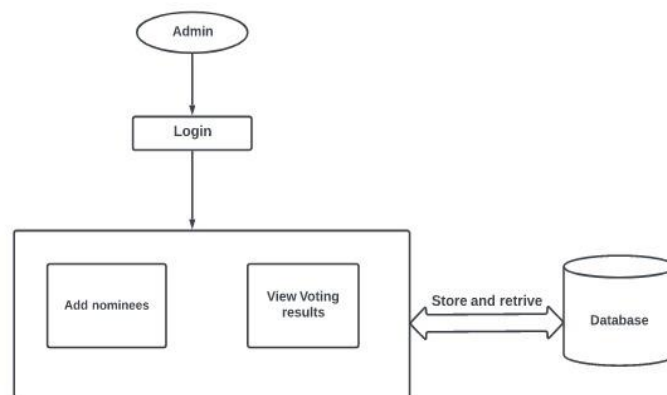 Admin
Login
Add nominees
View Voting
results
Store and retrive
Database